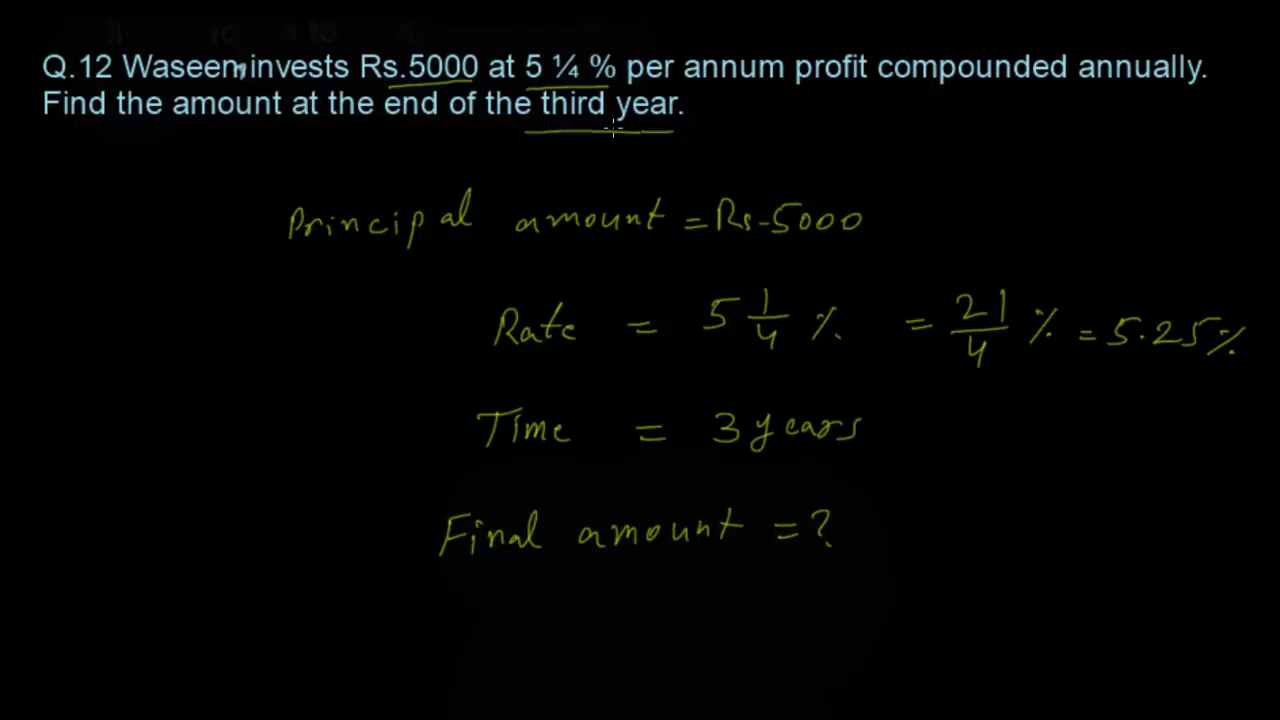 Q.12 Waseem invests Rs.5000 at 5 ¼ % per annum profit compounded annually.
Find the amount at the end of the third year.
Principal amount = Rs-5000
Rate = 5 1/4 % = 21/4 % = 5.25%
Time = 3 years
Final amount = ?